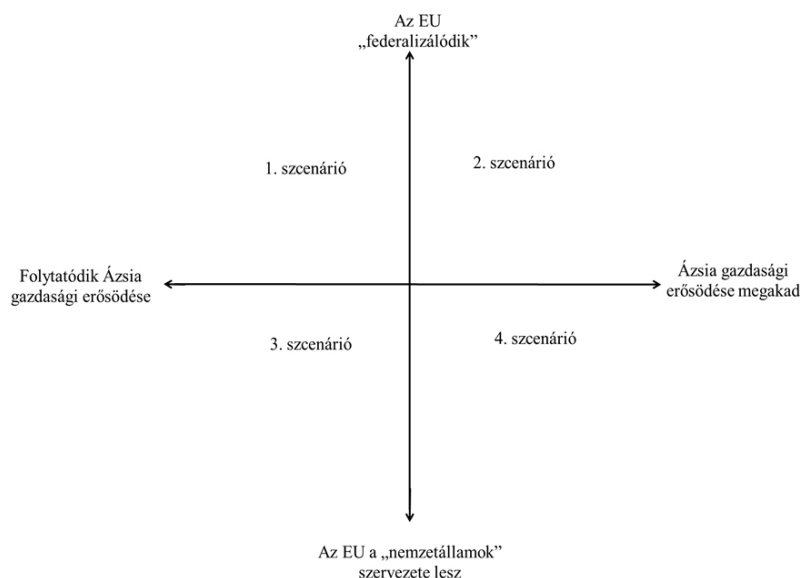 Az EU
„federalizálódik”
1. szcenárió
2. szcenárió
Folytatódik Ázsia
gazdasági erősödése
Ázsia gazdasági
erősödése megakad
3. szcenárió
4. szcenárió
Az EU a „nemzetállamok”
szervezete lesz